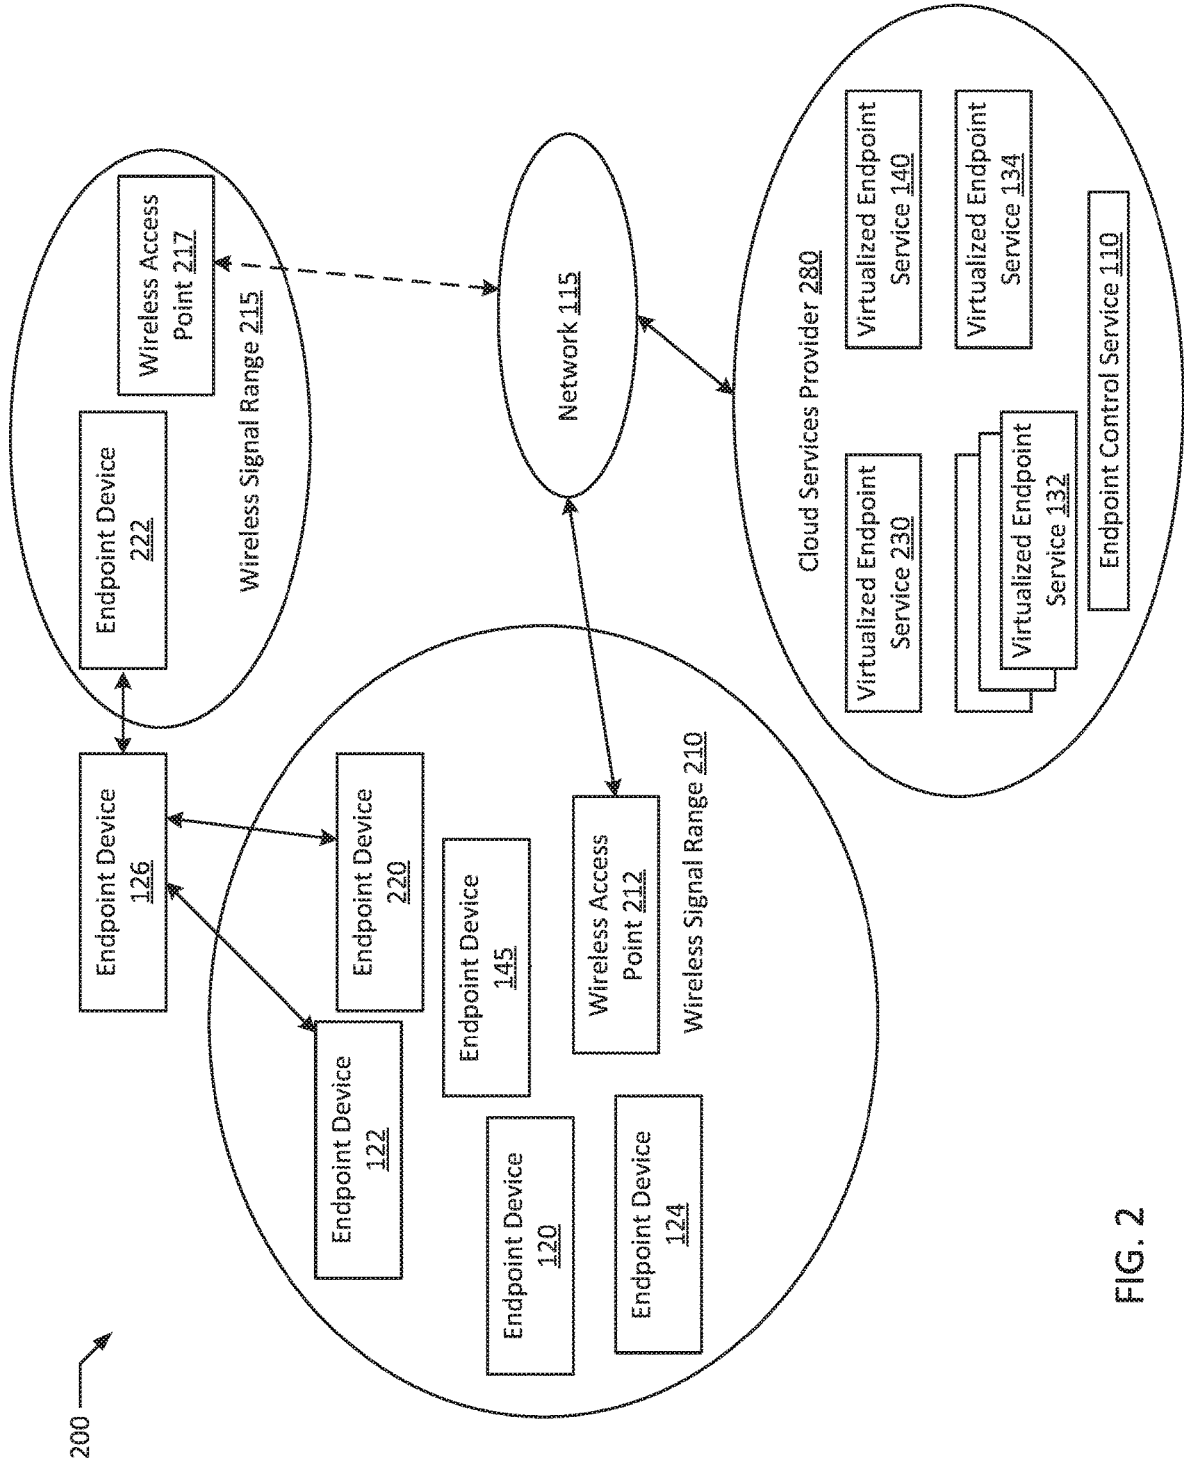 200
Endpoint Device
126
Endpoint Device
222
Wireless Access
Point 217
Wireless Signal Range 215
Endpoint Device
122
Endpoint Device
220
Endpoint Device
145
Endpoint Device
120
Endpoint Device
124
Wireless Access
Point 212
Wireless Signal Range 210
Network 115
Cloud Services Provider 280
Virtualized Endpoint
Service 230
Virtualized Endpoint
Service 140
Virtualized Endpoint
Service 132
Virtualized Endpoint
Service 134
Endpoint Control Service 110
FIG. 2